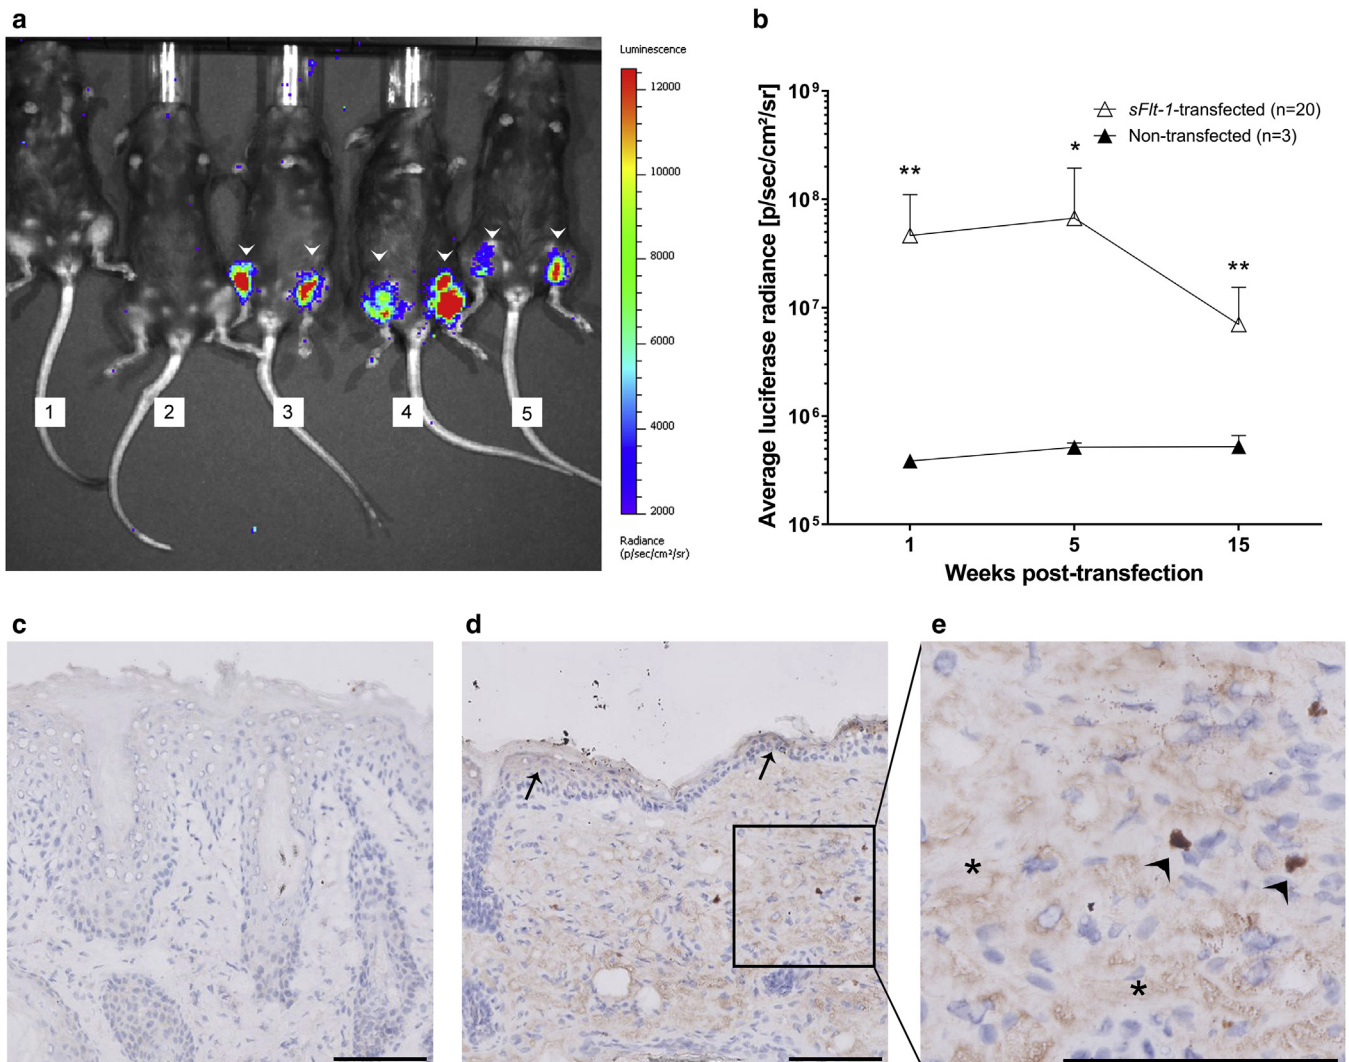 a
Luminescence
12000
10000
8000
6000
4000
2000
Radiance
(p/sec/cm²/sr)
1
2
3
4
5
b
Average luciferase radiance [p/sec/cm²/sr]
10⁹
10⁸
10⁷
10⁶
10⁵
sFlt-1-transfected (n=20)
Non-transfected (n=3)
**
*
**
1
5
15
Weeks post-transfection
c
d
e
*
*